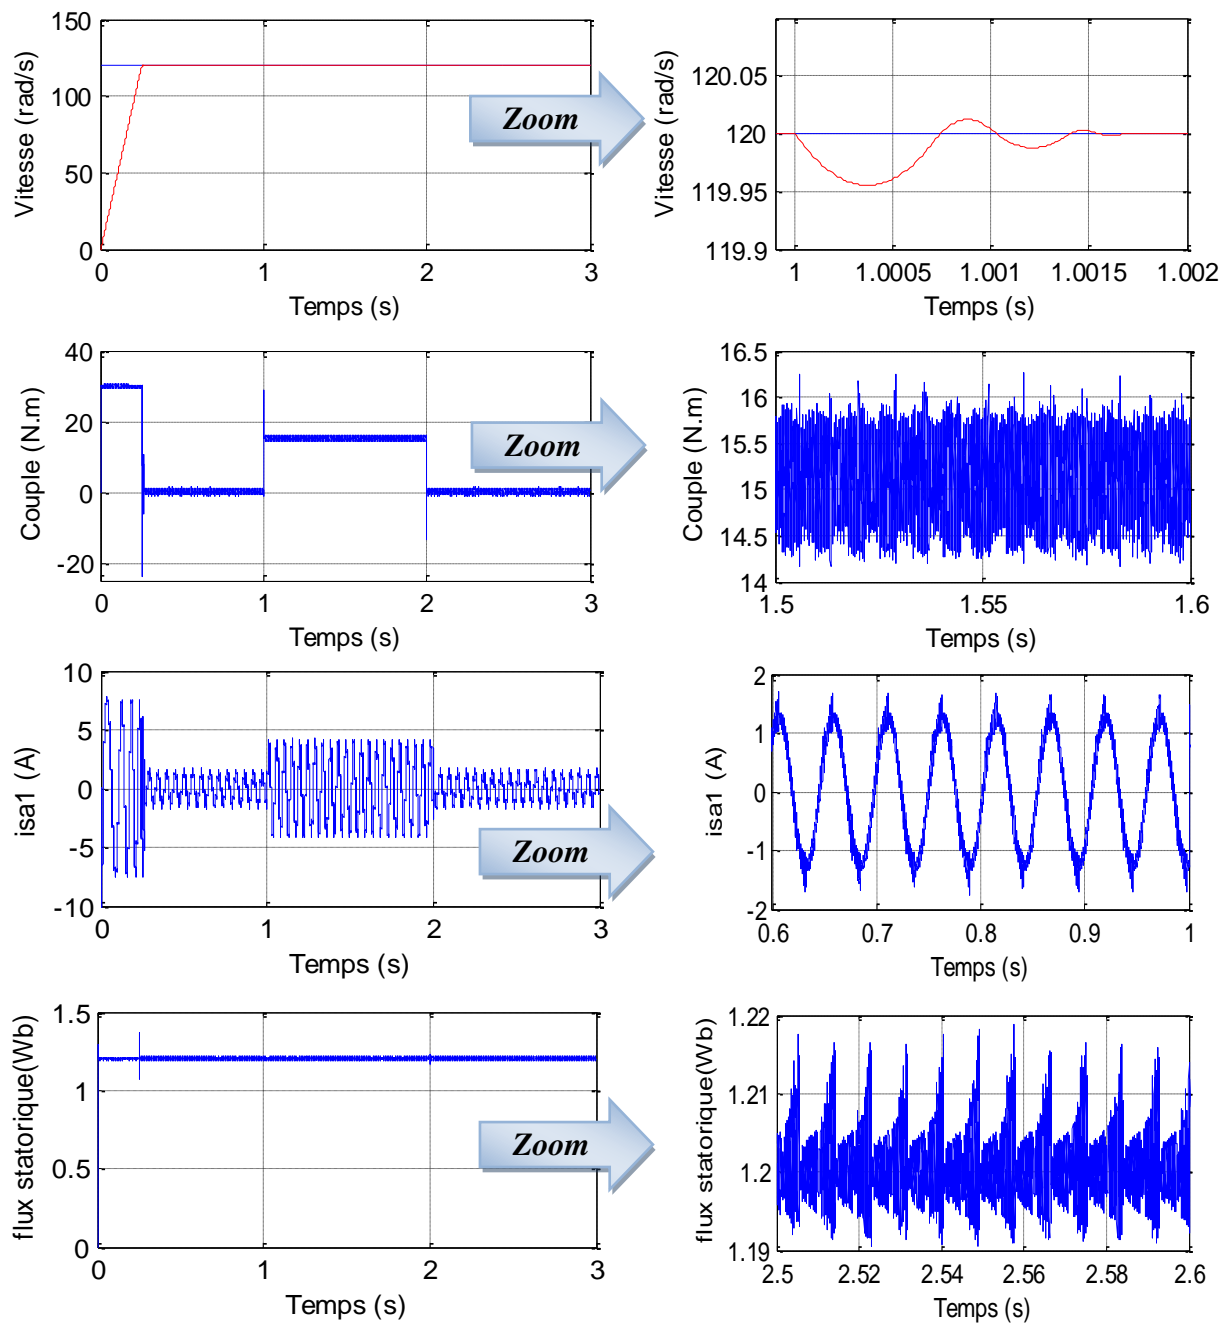 150
100
50
0
Vitesse (rad/s)
0 1 2 3
Temps (s)
Zoom
120.05
120
119.95
119.9
Vitesse (rad/s)
1 1.0005 1.001 1.0015 1.002
Temps (s)
40
20
0
-20
Couple (N.m)
0 1 2 3
Temps (s)
Zoom
16.5
16
15.5
15
14.5
14
Couple (N.m)
1.5 1.55 1.6
Temps (s)
10
5
0
-5
-10
isa1 (A)
0 1 2 3
Temps (s)
Zoom
2
1
0
-1
-2
isa1 (A)
0.6 0.7 0.8 0.9 1
Temps (s)
1.5
1
0.5
0
flux statorique(Wb)
0 1 2 3
Temps (s)
Zoom
1.22
1.21
1.2
1.19
flux statorique(Wb)
2.5 2.52 2.54 2.56 2.58 2.6
Temps (s)